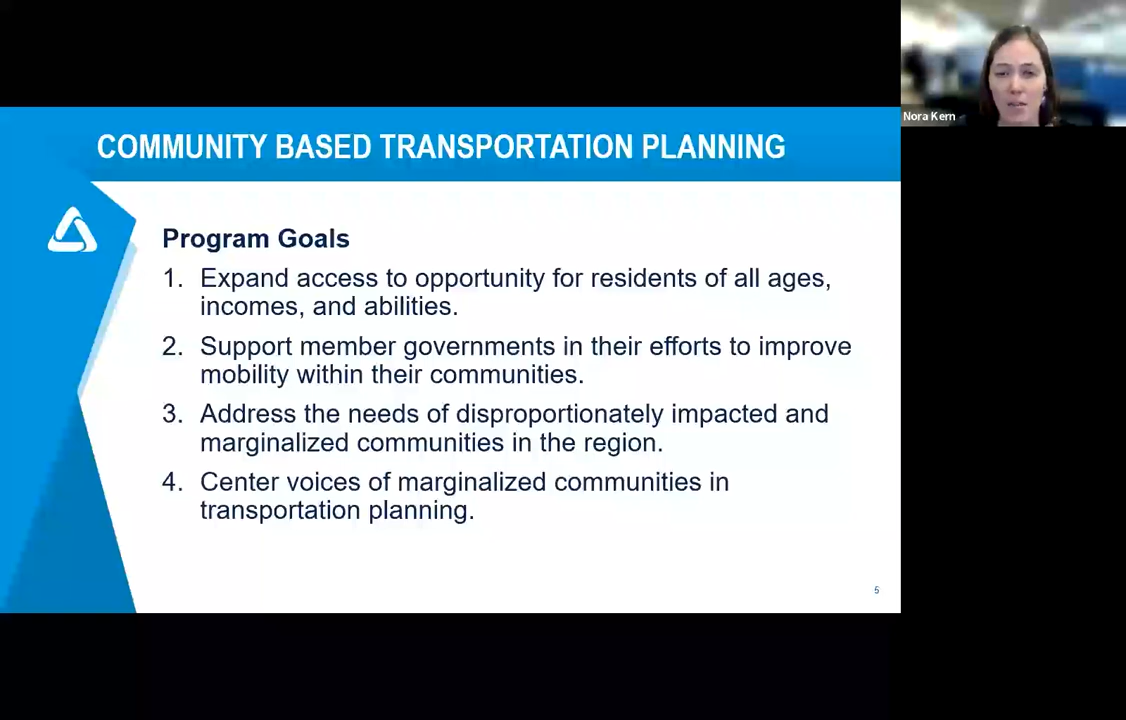 COMMUNITY BASED TRANSPORTATION PLANNING
Nora Kern
Program Goals
1. Expand access to opportunity for residents of all ages,
incomes, and abilities.
2. Support member governments in their efforts to improve
mobility within their communities.
3. Address the needs of disproportionately impacted and
marginalized communities in the region.
4. Center voices of marginalized communities in
transportation planning.
5